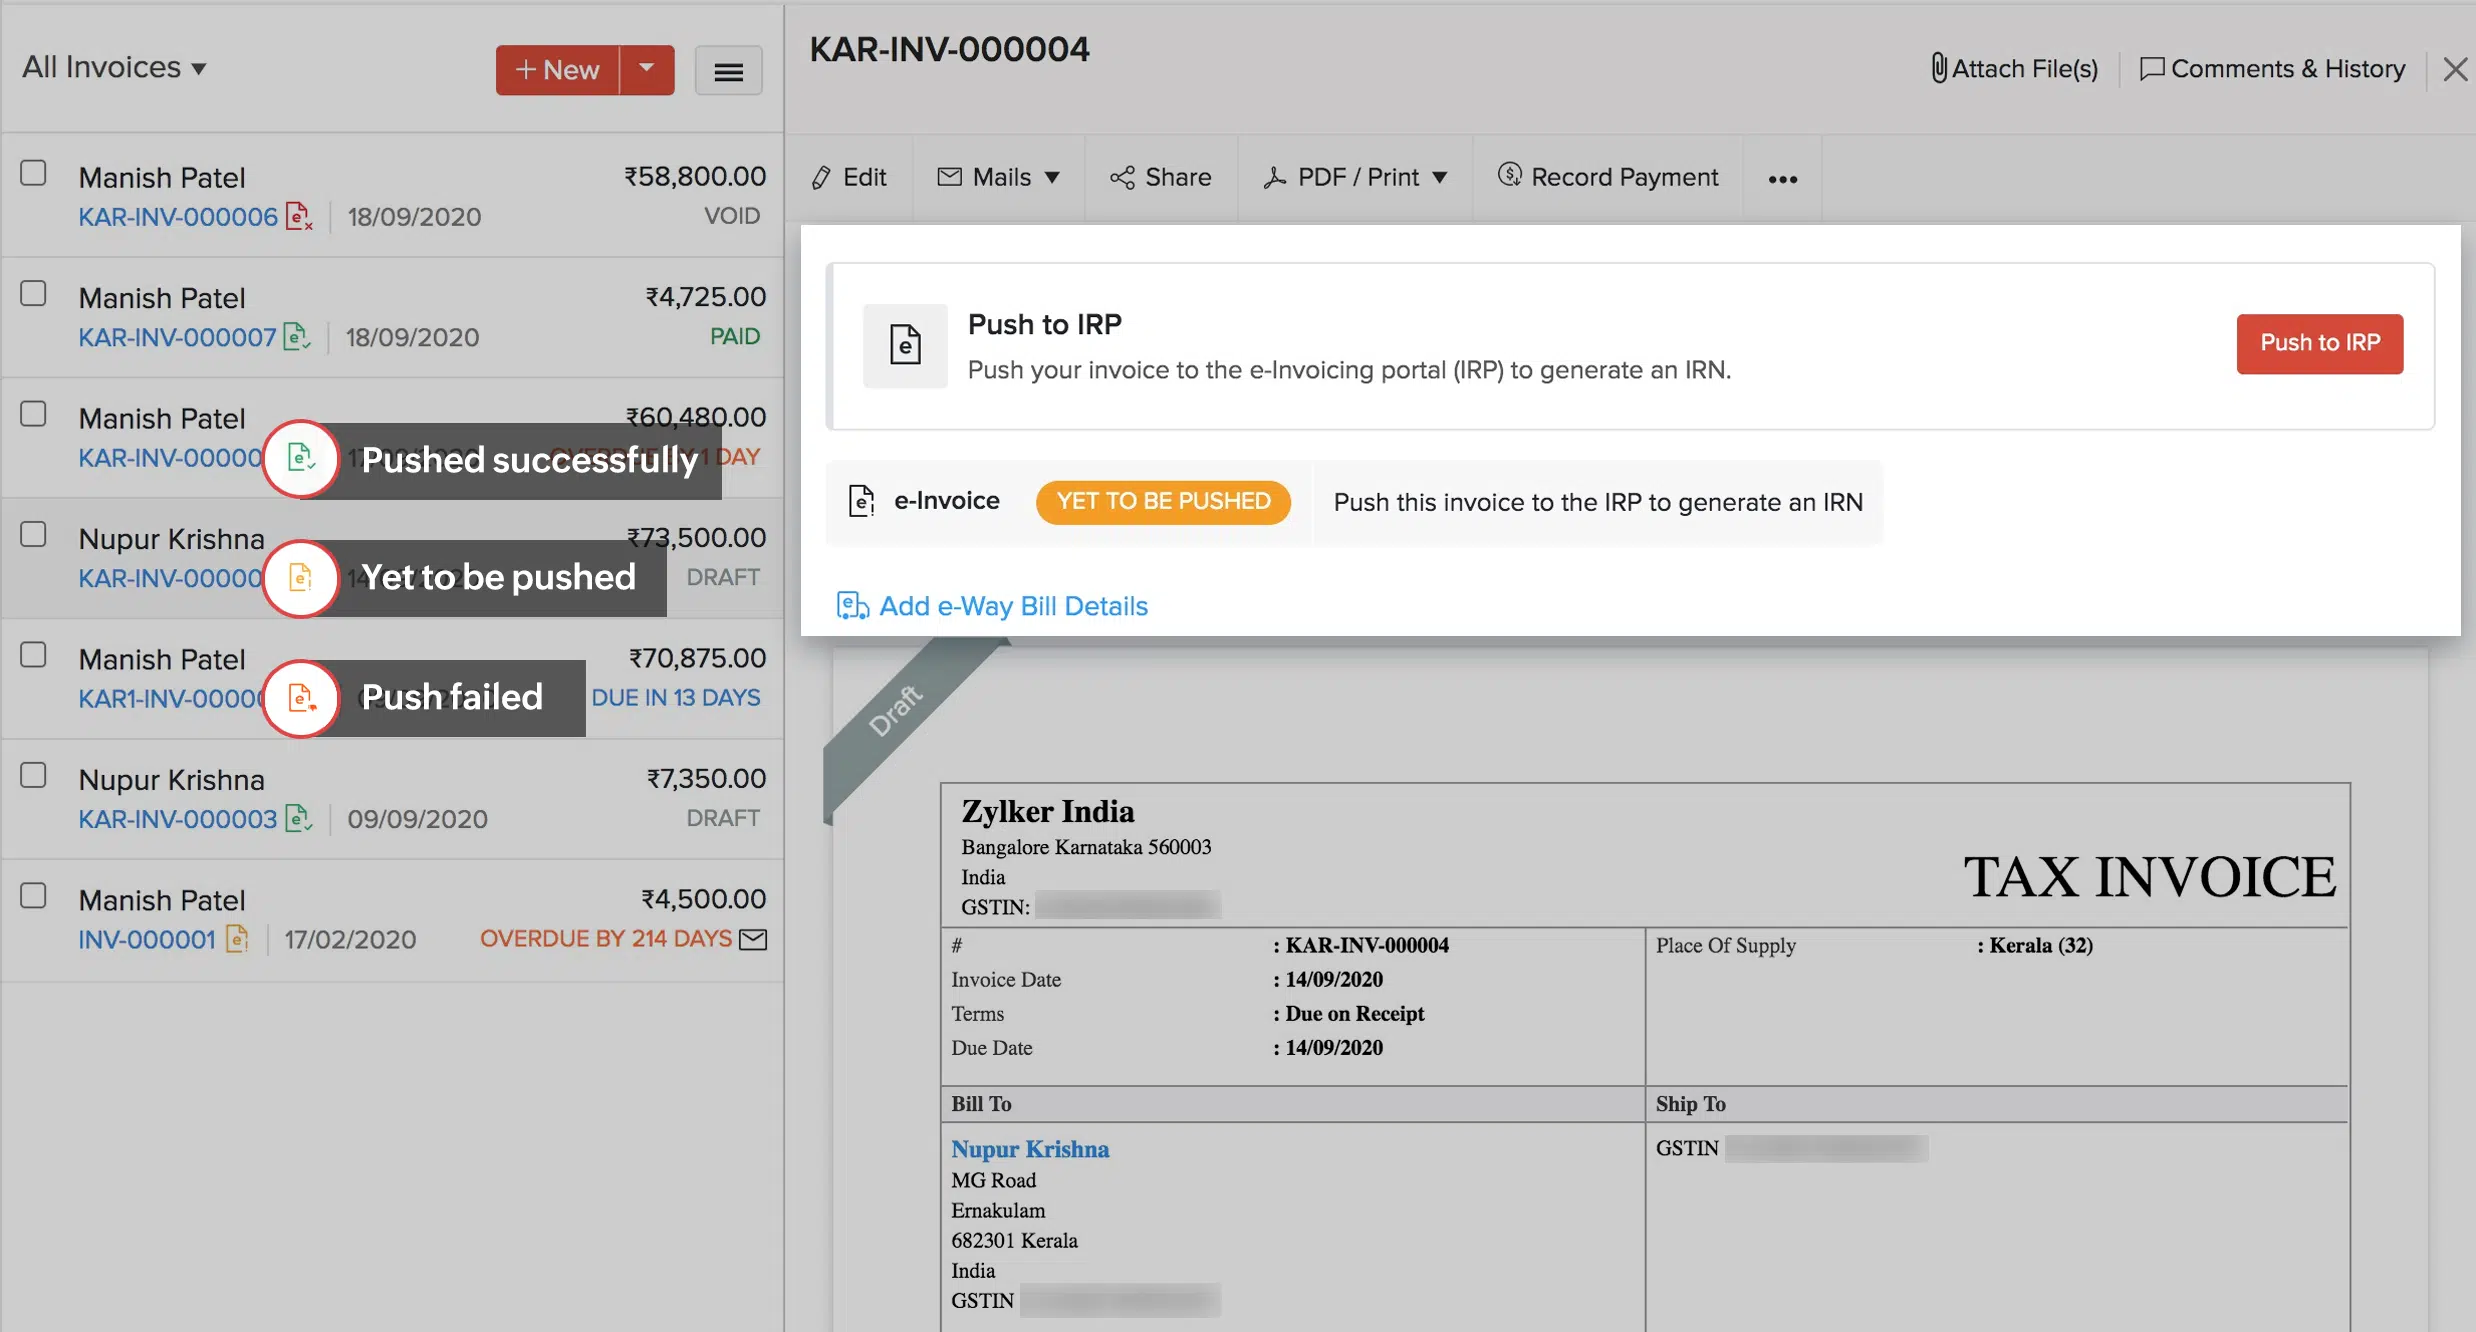 All Invoices
+ New
Manish Patel ₹58,800.00
KAR-INV-000006 18/09/2020 VOID
Manish Patel ₹4,725.00
KAR-INV-000007 18/09/2020 PAID
Manish Patel ₹60,480.00
KAR-INV-00000 Pushed successfully 1 DAY
Nupur Krishna ₹73,500.00
KAR-INV-00000 Yet to be pushed DRAFT
Manish Patel ₹70,875.00
KAR1-INV-0000 Push failed DUE IN 13 DAYS
Nupur Krishna ₹7,350.00
KAR-INV-000003 09/09/2020 DRAFT
Manish Patel ₹4,500.00
INV-000001 17/02/2020 OVERDUE BY 214 DAYS
KAR-INV-000004
Attach File(s) Comments & History
Edit Mails Share PDF / Print Record Payment
Push to IRP
Push your invoice to the e-Invoicing portal (IRP) to generate an IRN.
Push to IRP
e-Invoice YET TO BE PUSHED Push this invoice to the IRP to generate an IRN
Add e-Way Bill Details
Draft
Zylker India
Bangalore Karnataka 560003
India
GSTIN:
TAX INVOICE
# : KAR-INV-000004
Invoice Date : 14/09/2020
Terms : Due on Receipt
Due Date : 14/09/2020
Place Of Supply : Kerala (32)
Bill To
Nupur Krishna
MG Road
Ernakulam
682301 Kerala
India
GSTIN
Ship To
GSTIN